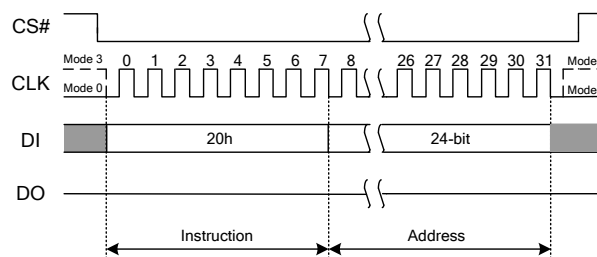 CS#
Mode 3 0 1 2 3 4 5 6 7 8 26 27 28 29 30 31 Mode
CLK
Mode 0 Mode
DI 20h 24-bit
DO
Instruction Address